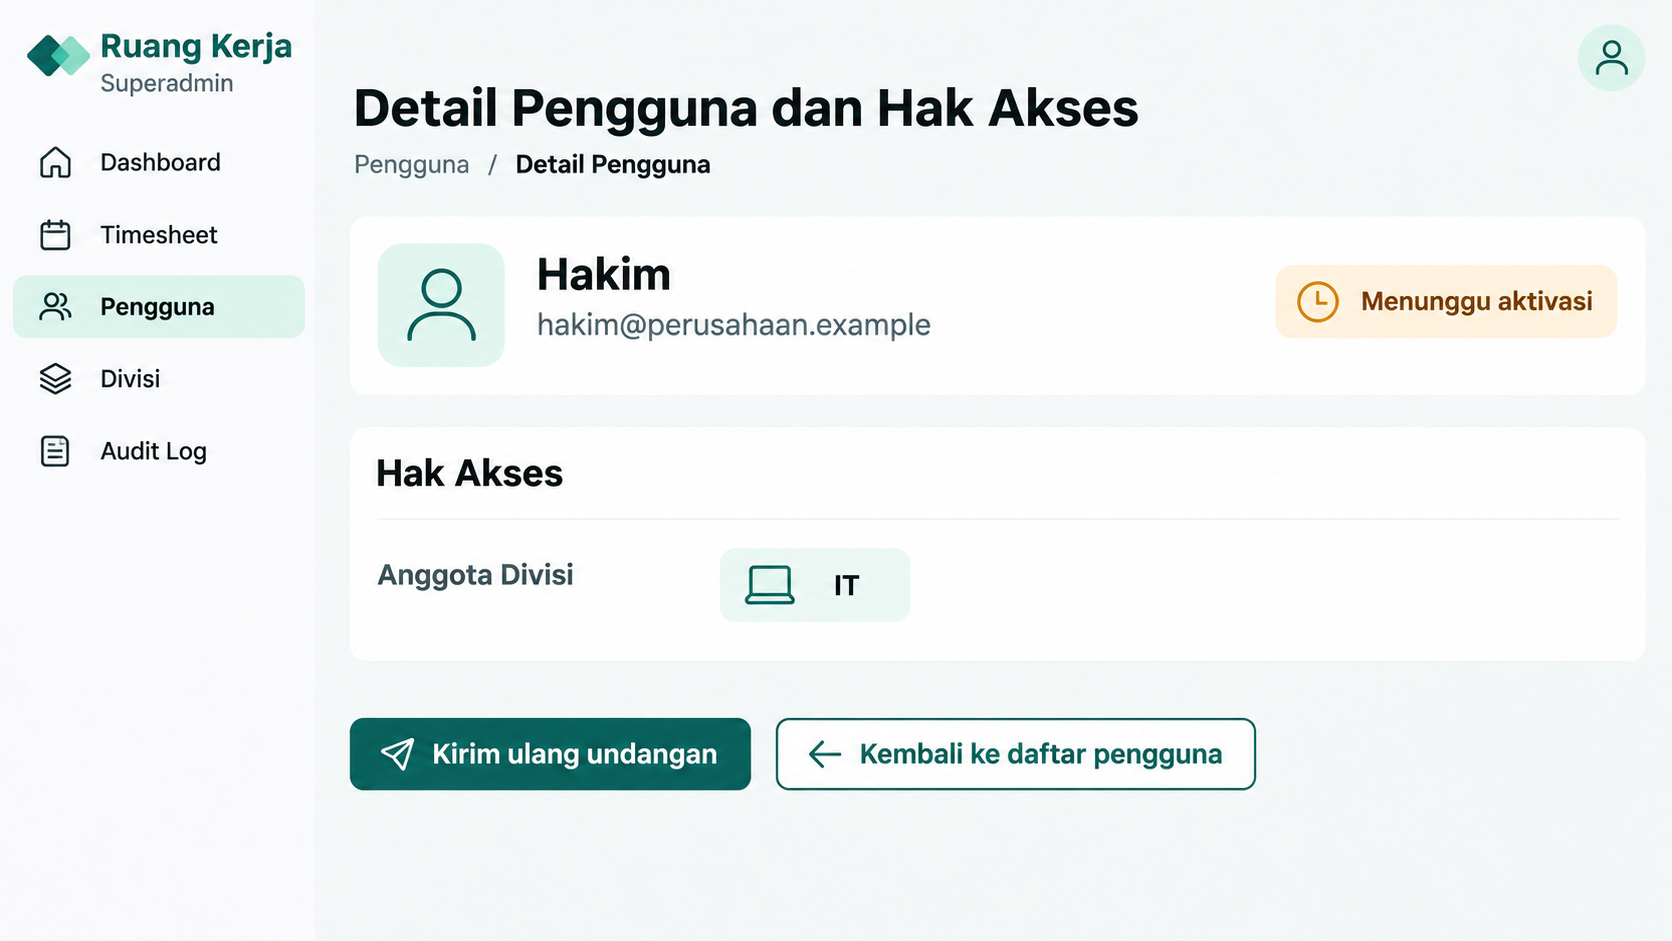 Ruang Kerja
Superadmin
Dashboard
Timesheet
Pengguna
Divisi
Audit Log
Detail Pengguna dan Hak Akses
Pengguna / Detail Pengguna
Hakim
hakim@perusahaan.example
Menunggu aktivasi
Hak Akses
Anggota Divisi
IT
Kirim ulang undangan
Kembali ke daftar pengguna